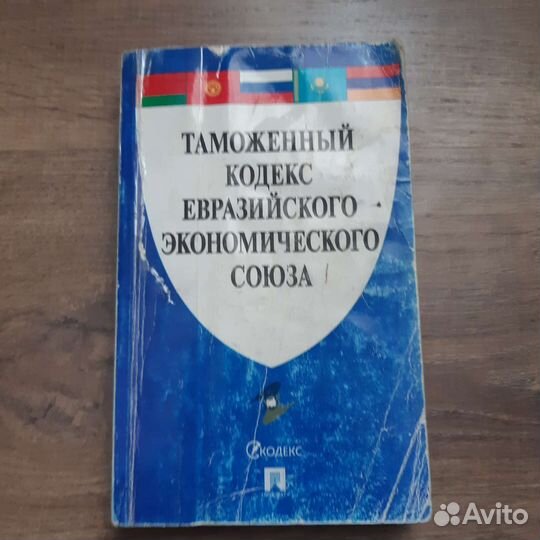 ТАМОЖЕННЫЙ
КОДЕКС
ЕВРАЗИЙСКОГО
ЭКОНОМИЧЕСКОГО
СОЮЗА
КОДЕКС
Avito